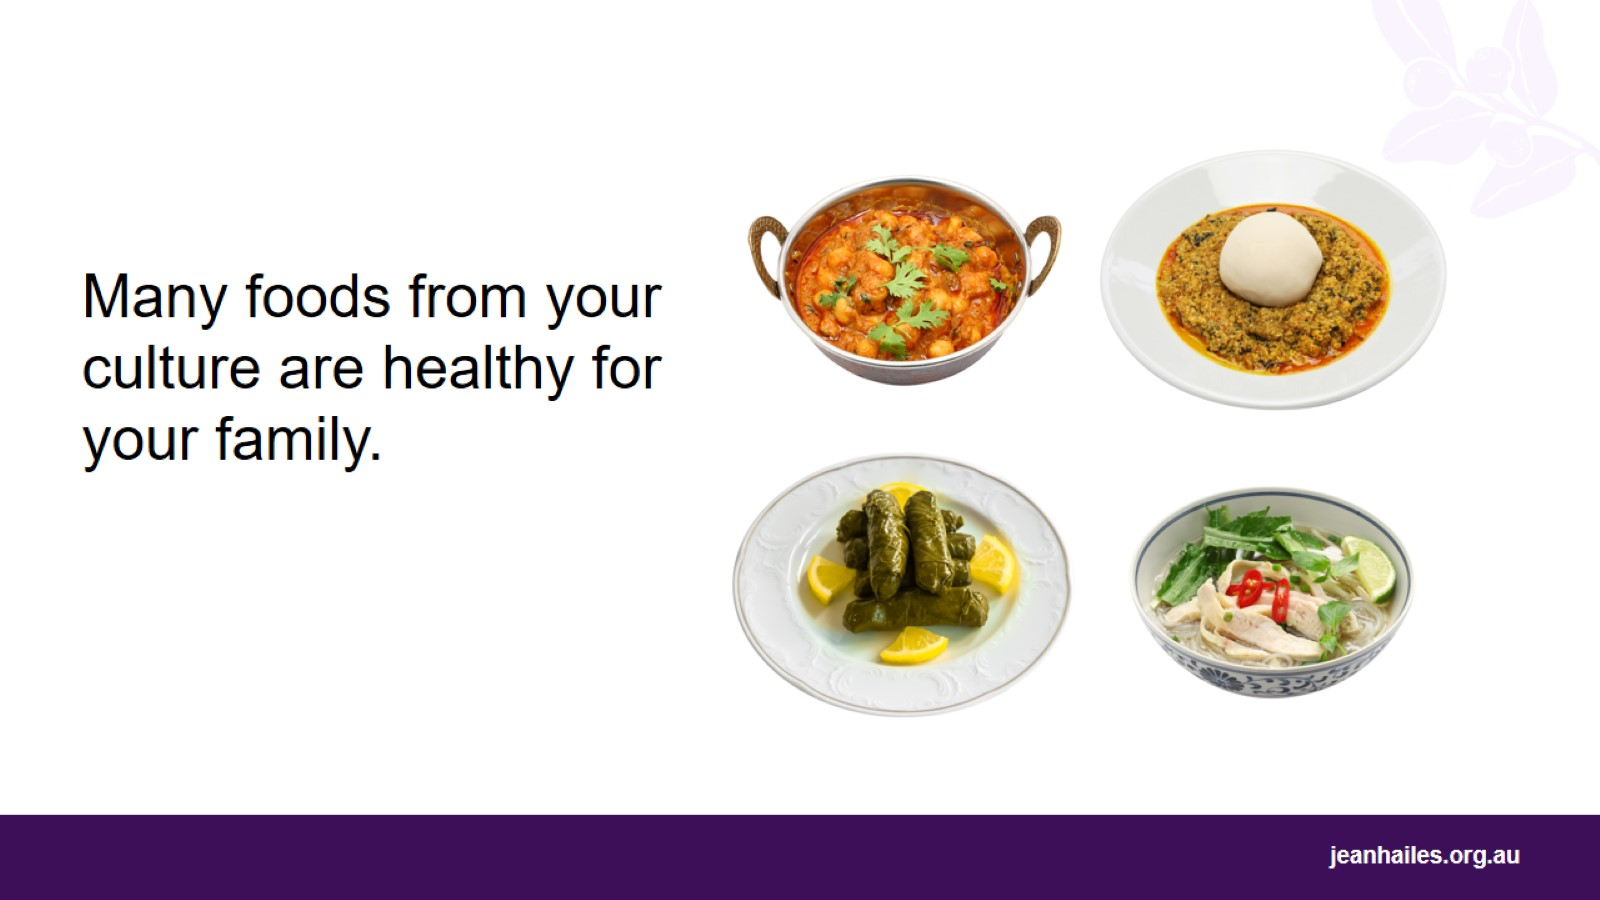 Many foods from your
culture are healthy for
your family.
jeanhailes.org.au